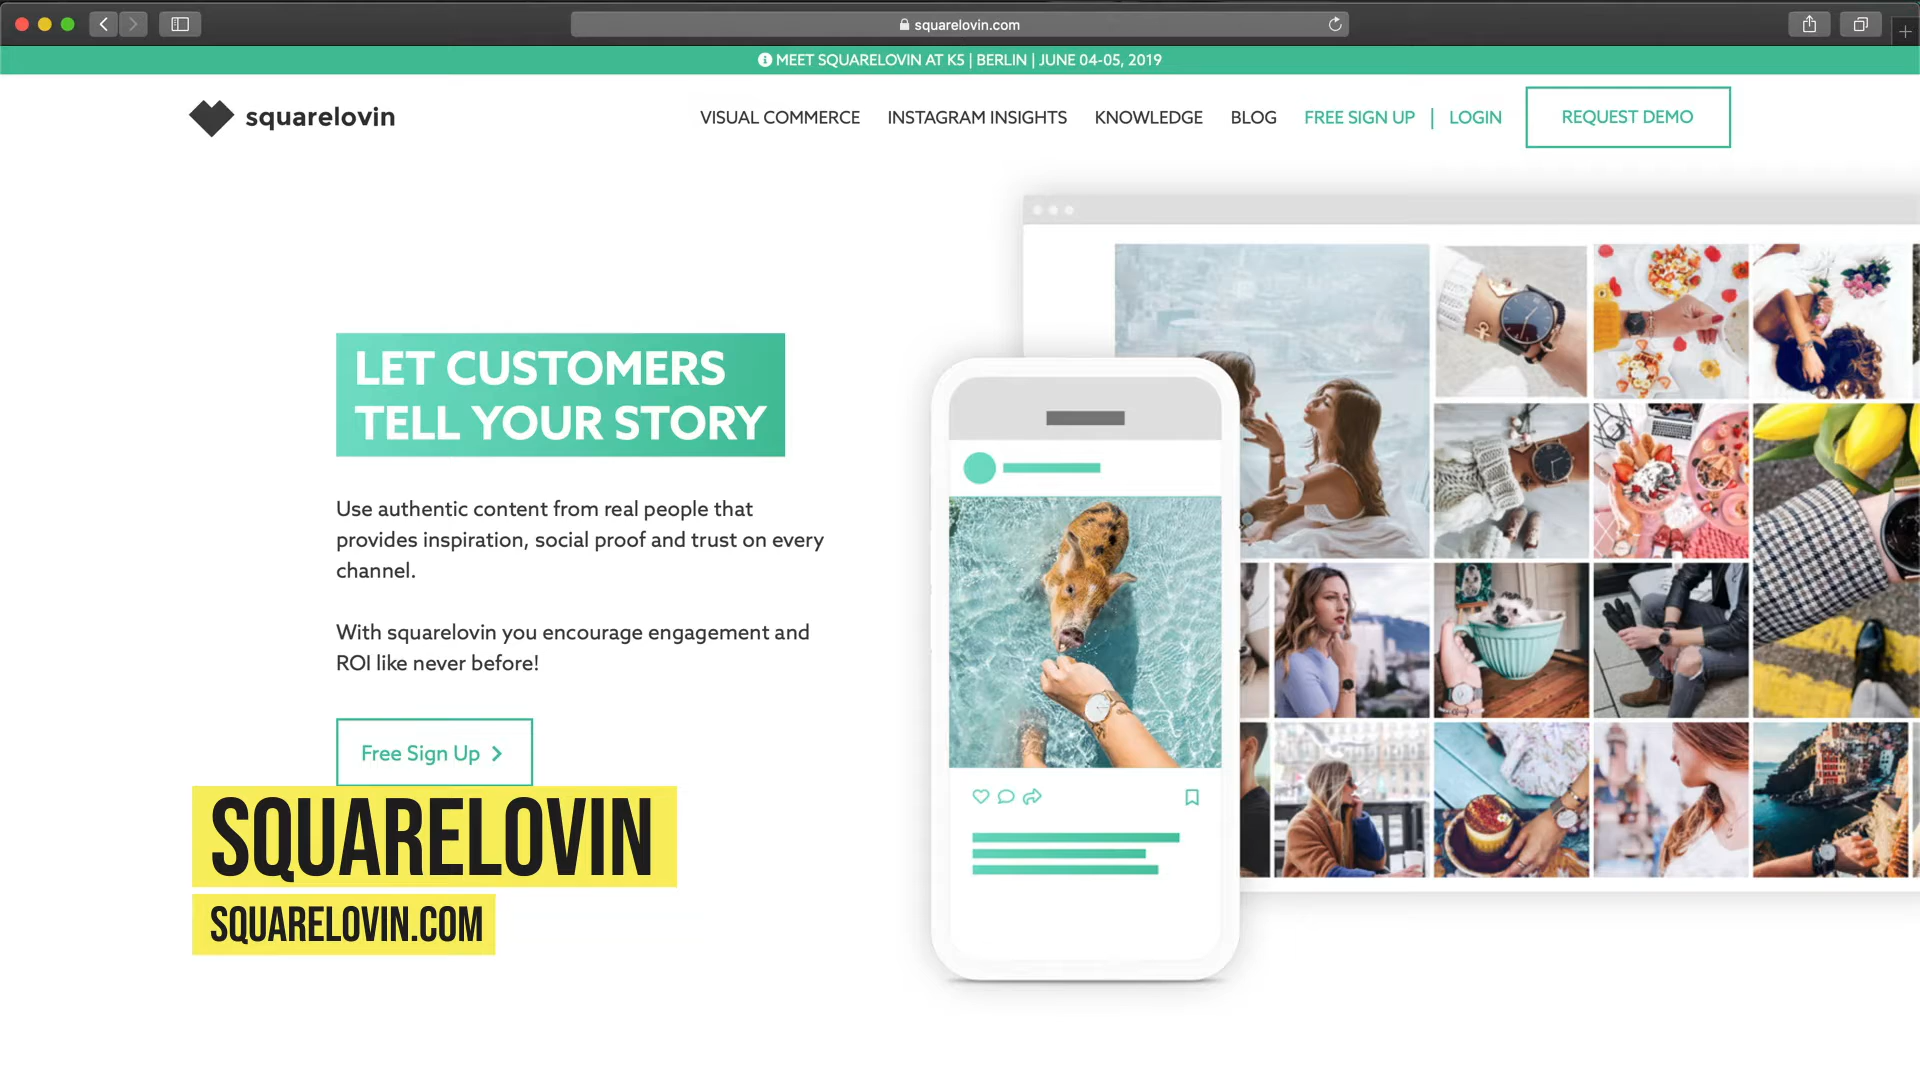 squarelovin.com
MEET SQUARELOVIN AT K5 | BERLIN | JUNE 04-05, 2019
squarelovin
VISUAL COMMERCE
INSTAGRAM INSIGHTS
KNOWLEDGE
BLOG
FREE SIGN UP | LOGIN
REQUEST DEMO
LET CUSTOMERS
TELL YOUR STORY
Use authentic content from real people that
provides inspiration, social proof and trust on every
channel.
With squarelovin you encourage engagement and
ROI like never before!
Free Sign Up
SQUARELOVIN
SQUARELOVIN.COM